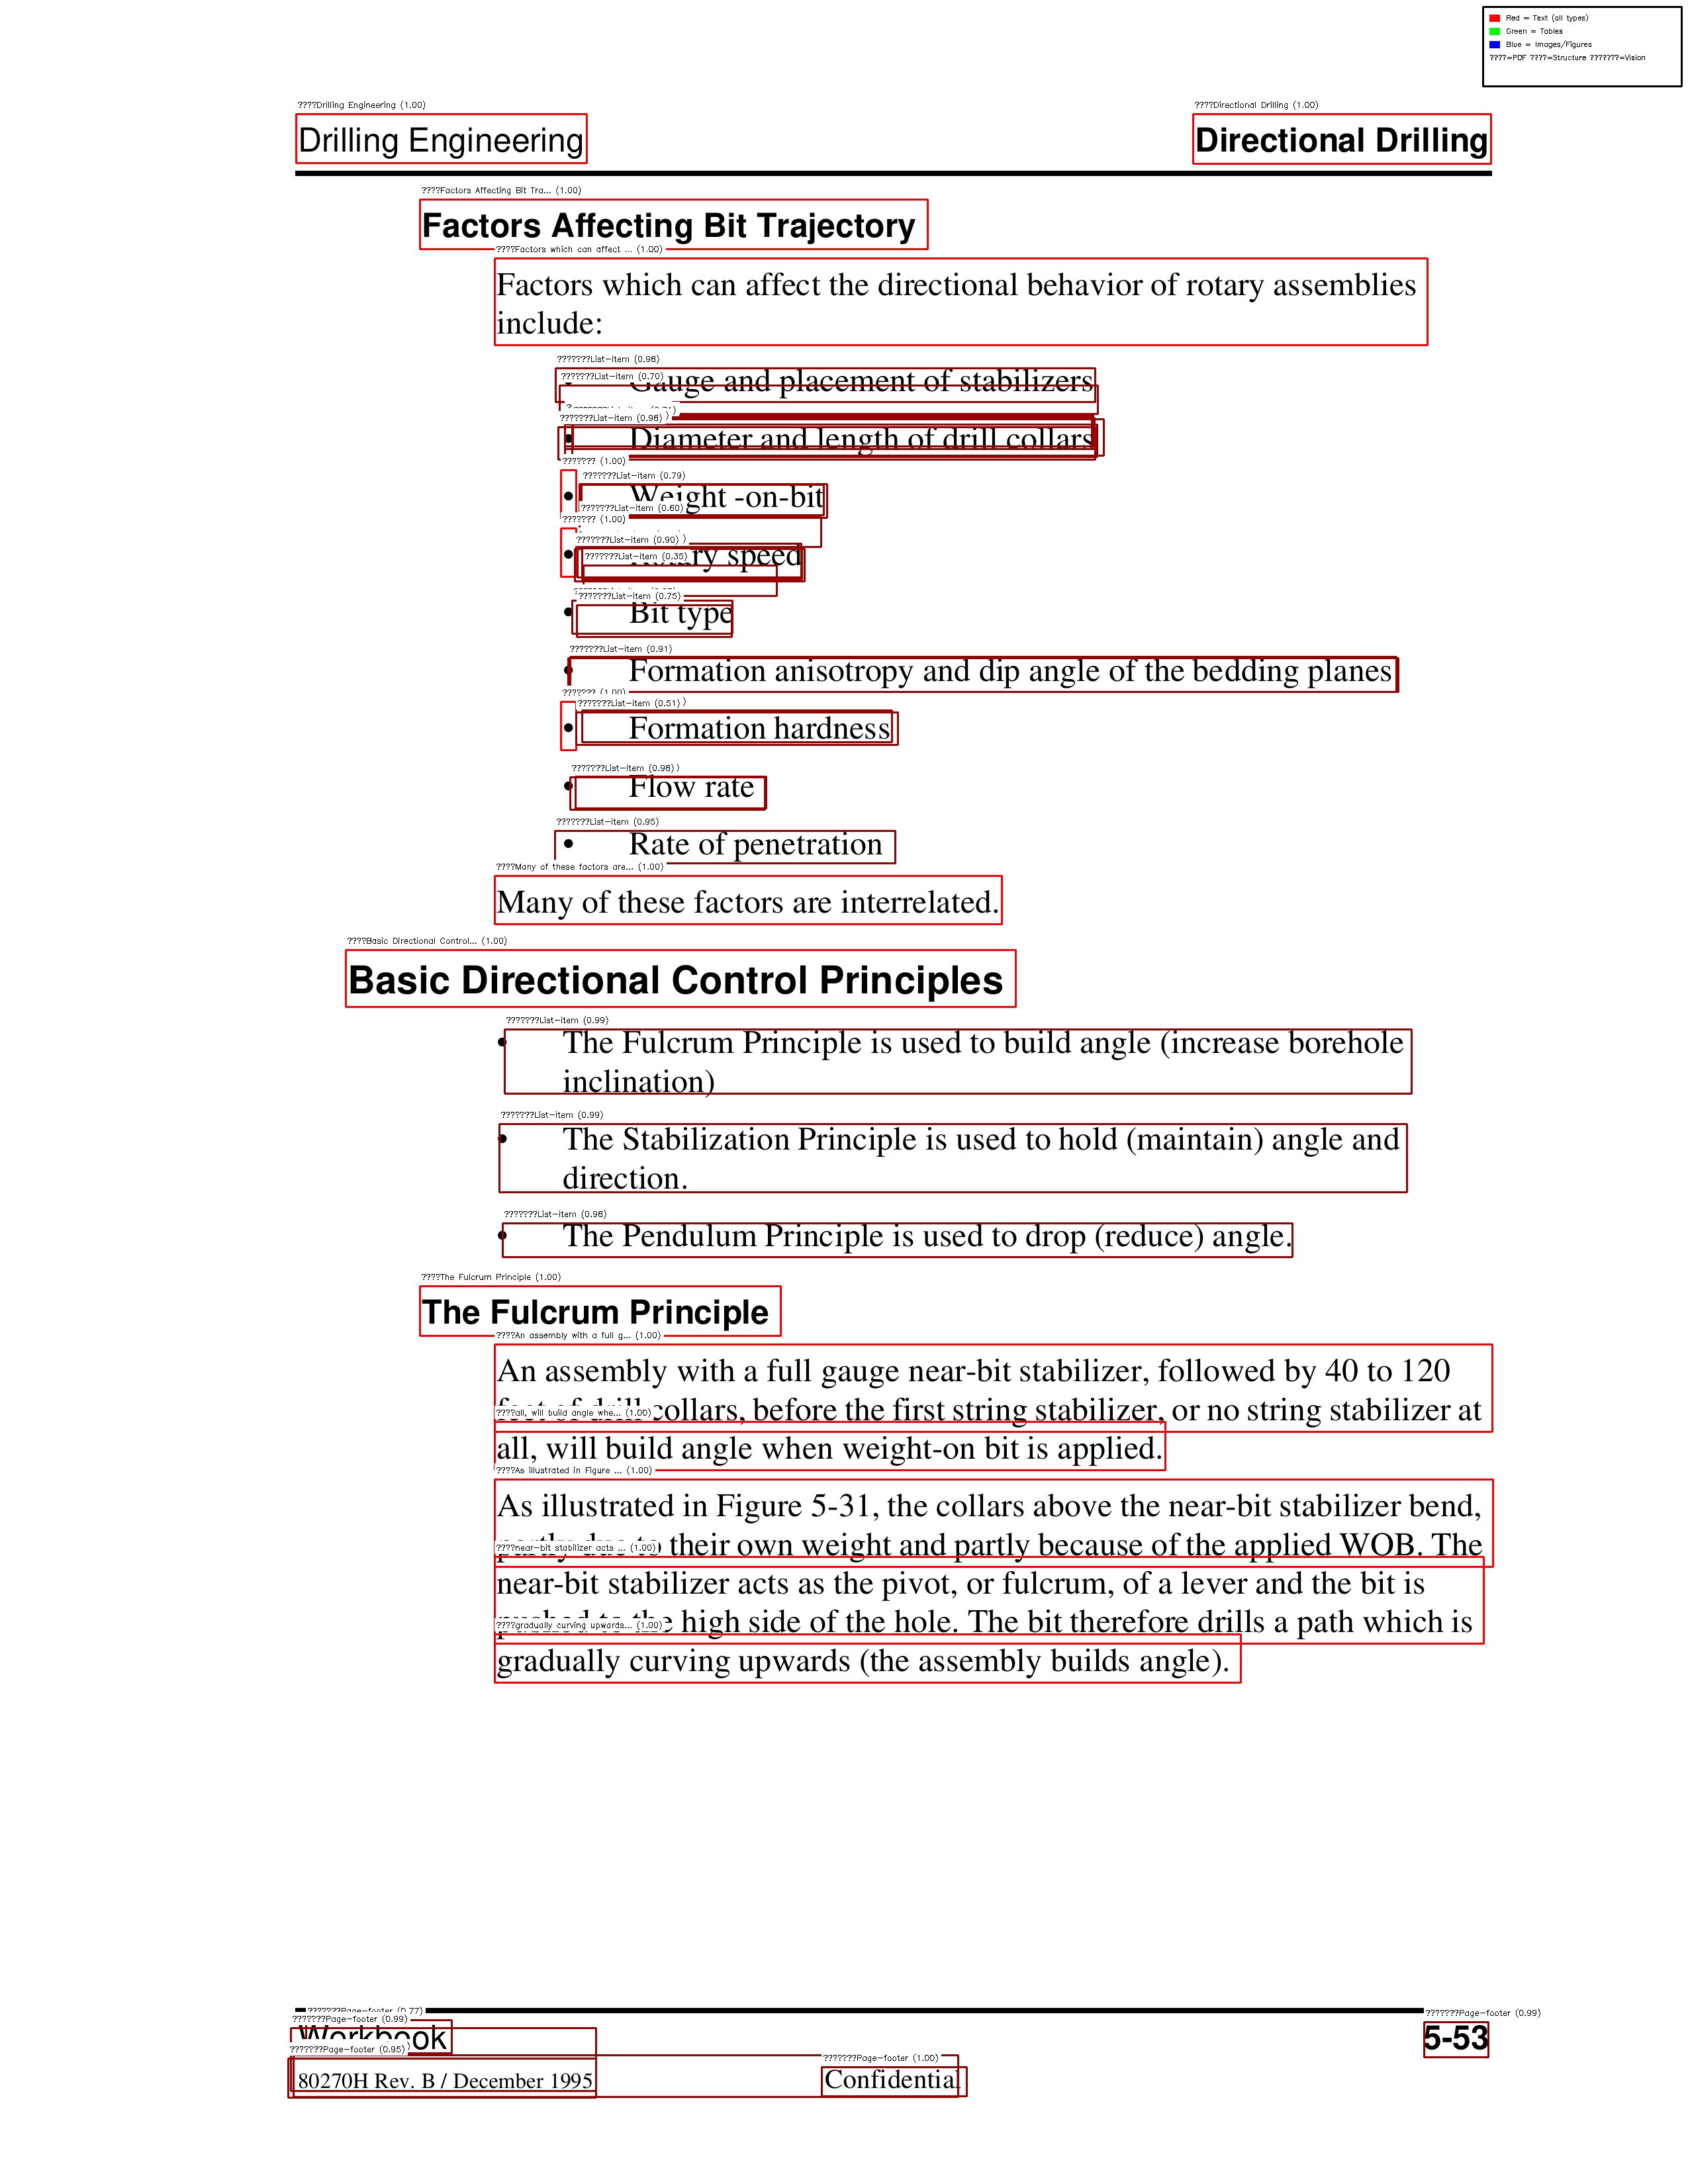 Red = Text (all types)
Green = Tables
Blue = Images/Figures
????=PDF ????=Structure ???????=Vision
????Drilling Engineering (1.00)
????Directional Drilling (1.00)
Drilling Engineering
Directional Drilling
????Factors Affecting Bit Tra... (1.00)
Factors Affecting Bit Trajectory
????Factors which can affect ... (1.00)
Factors which can affect the directional behavior of rotary assemblies
include:
???????List-item (0.98)
???????List-item (0.70)
• Gauge and placement of stabilizers
???????List-item (0.98)
• Diameter and length of drill collars
??????? (1.00)
???????List-item (0.79)
• Weight -on-bit
???????List-item (0.60)
??????? (1.00)
???????List-item (0.90)
• Rotary speed
???????List-item (0.35)
???????List-item (0.75)
• Bit type
???????List-item (0.91)
• Formation anisotropy and dip angle of the bedding planes
??????? (1.00)
???????List-item (0.51)
• Formation hardness
???????List-item (0.98)
• Flow rate
???????List-item (0.95)
• Rate of penetration
????Many of these factors are... (1.00)
Many of these factors are interrelated.
????Basic Directional Control... (1.00)
Basic Directional Control Principles
???????List-item (0.99)
• The Fulcrum Principle is used to build angle (increase borehole
inclination)
???????List-item (0.99)
• The Stabilization Principle is used to hold (maintain) angle and
direction.
???????List-item (0.98)
• The Pendulum Principle is used to drop (reduce) angle.
????The Fulcrum Principle (1.00)
The Fulcrum Principle
????An assembly with a full g... (1.00)
An assembly with a full gauge near-bit stabilizer, followed by 40 to 120
feet of drill collars, before the first string stabilizer, or no string stabilizer at
????all, will build angle whe... (1.00)
all, will build angle when weight-on bit is applied.
????As illustrated in Figure ... (1.00)
As illustrated in Figure 5-31, the collars above the near-bit stabilizer bend,
partly due to their own weight and partly because of the applied WOB. The
????near-bit stabilizer acts ... (1.00)
near-bit stabilizer acts as the pivot, or fulcrum, of a lever and the bit is
pushed to the high side of the hole. The bit therefore drills a path which is
????gradually curving upwards... (1.00)
gradually curving upwards (the assembly builds angle).
???????Page-footer (0.77)
???????Page-footer (0.99)
???????Page-footer (0.99)
Workbook
5-53
???????Page-footer (0.95)
???????Page-footer (1.00)
80270H Rev. B / December 1995
Confidential